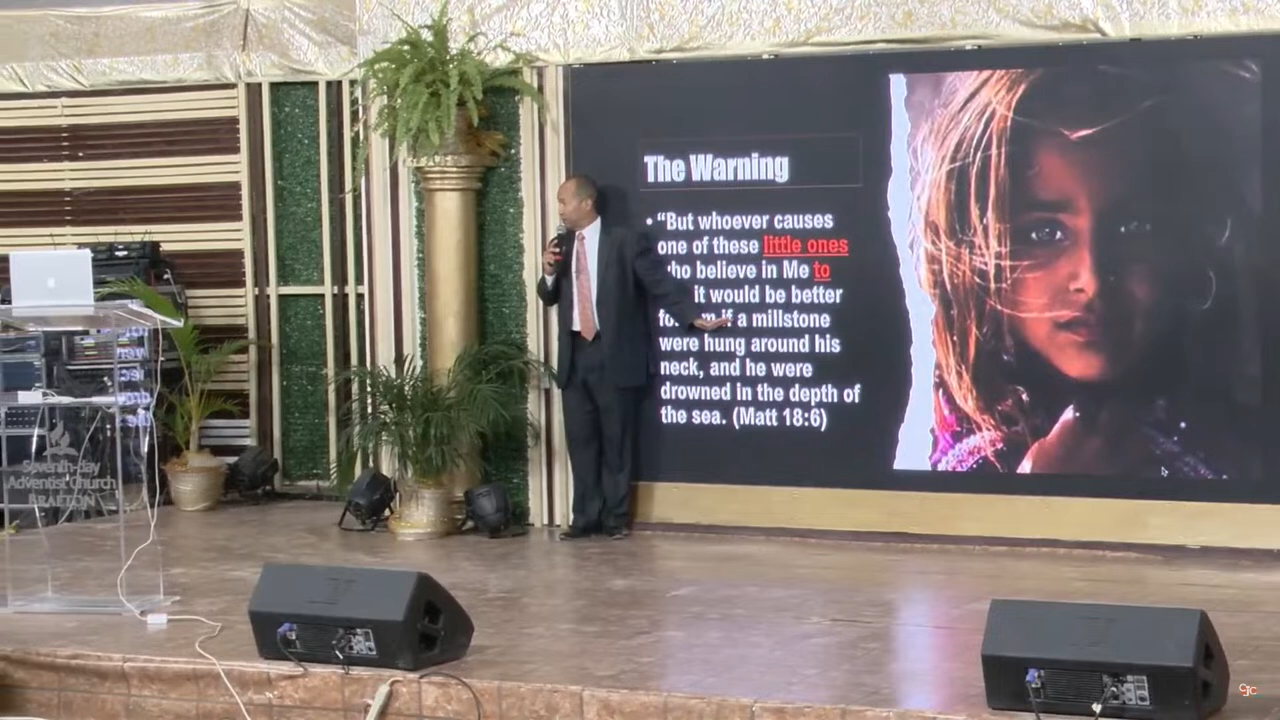 The Warning
• “But whoever causes
one of these little ones
who believe in Me to
it would be better
if a millstone
were hung around his
neck, and he were
drowned in the depth of
the sea. (Matt 18:6)
Seventh-day
Adventist Church
BRAETON
CJC